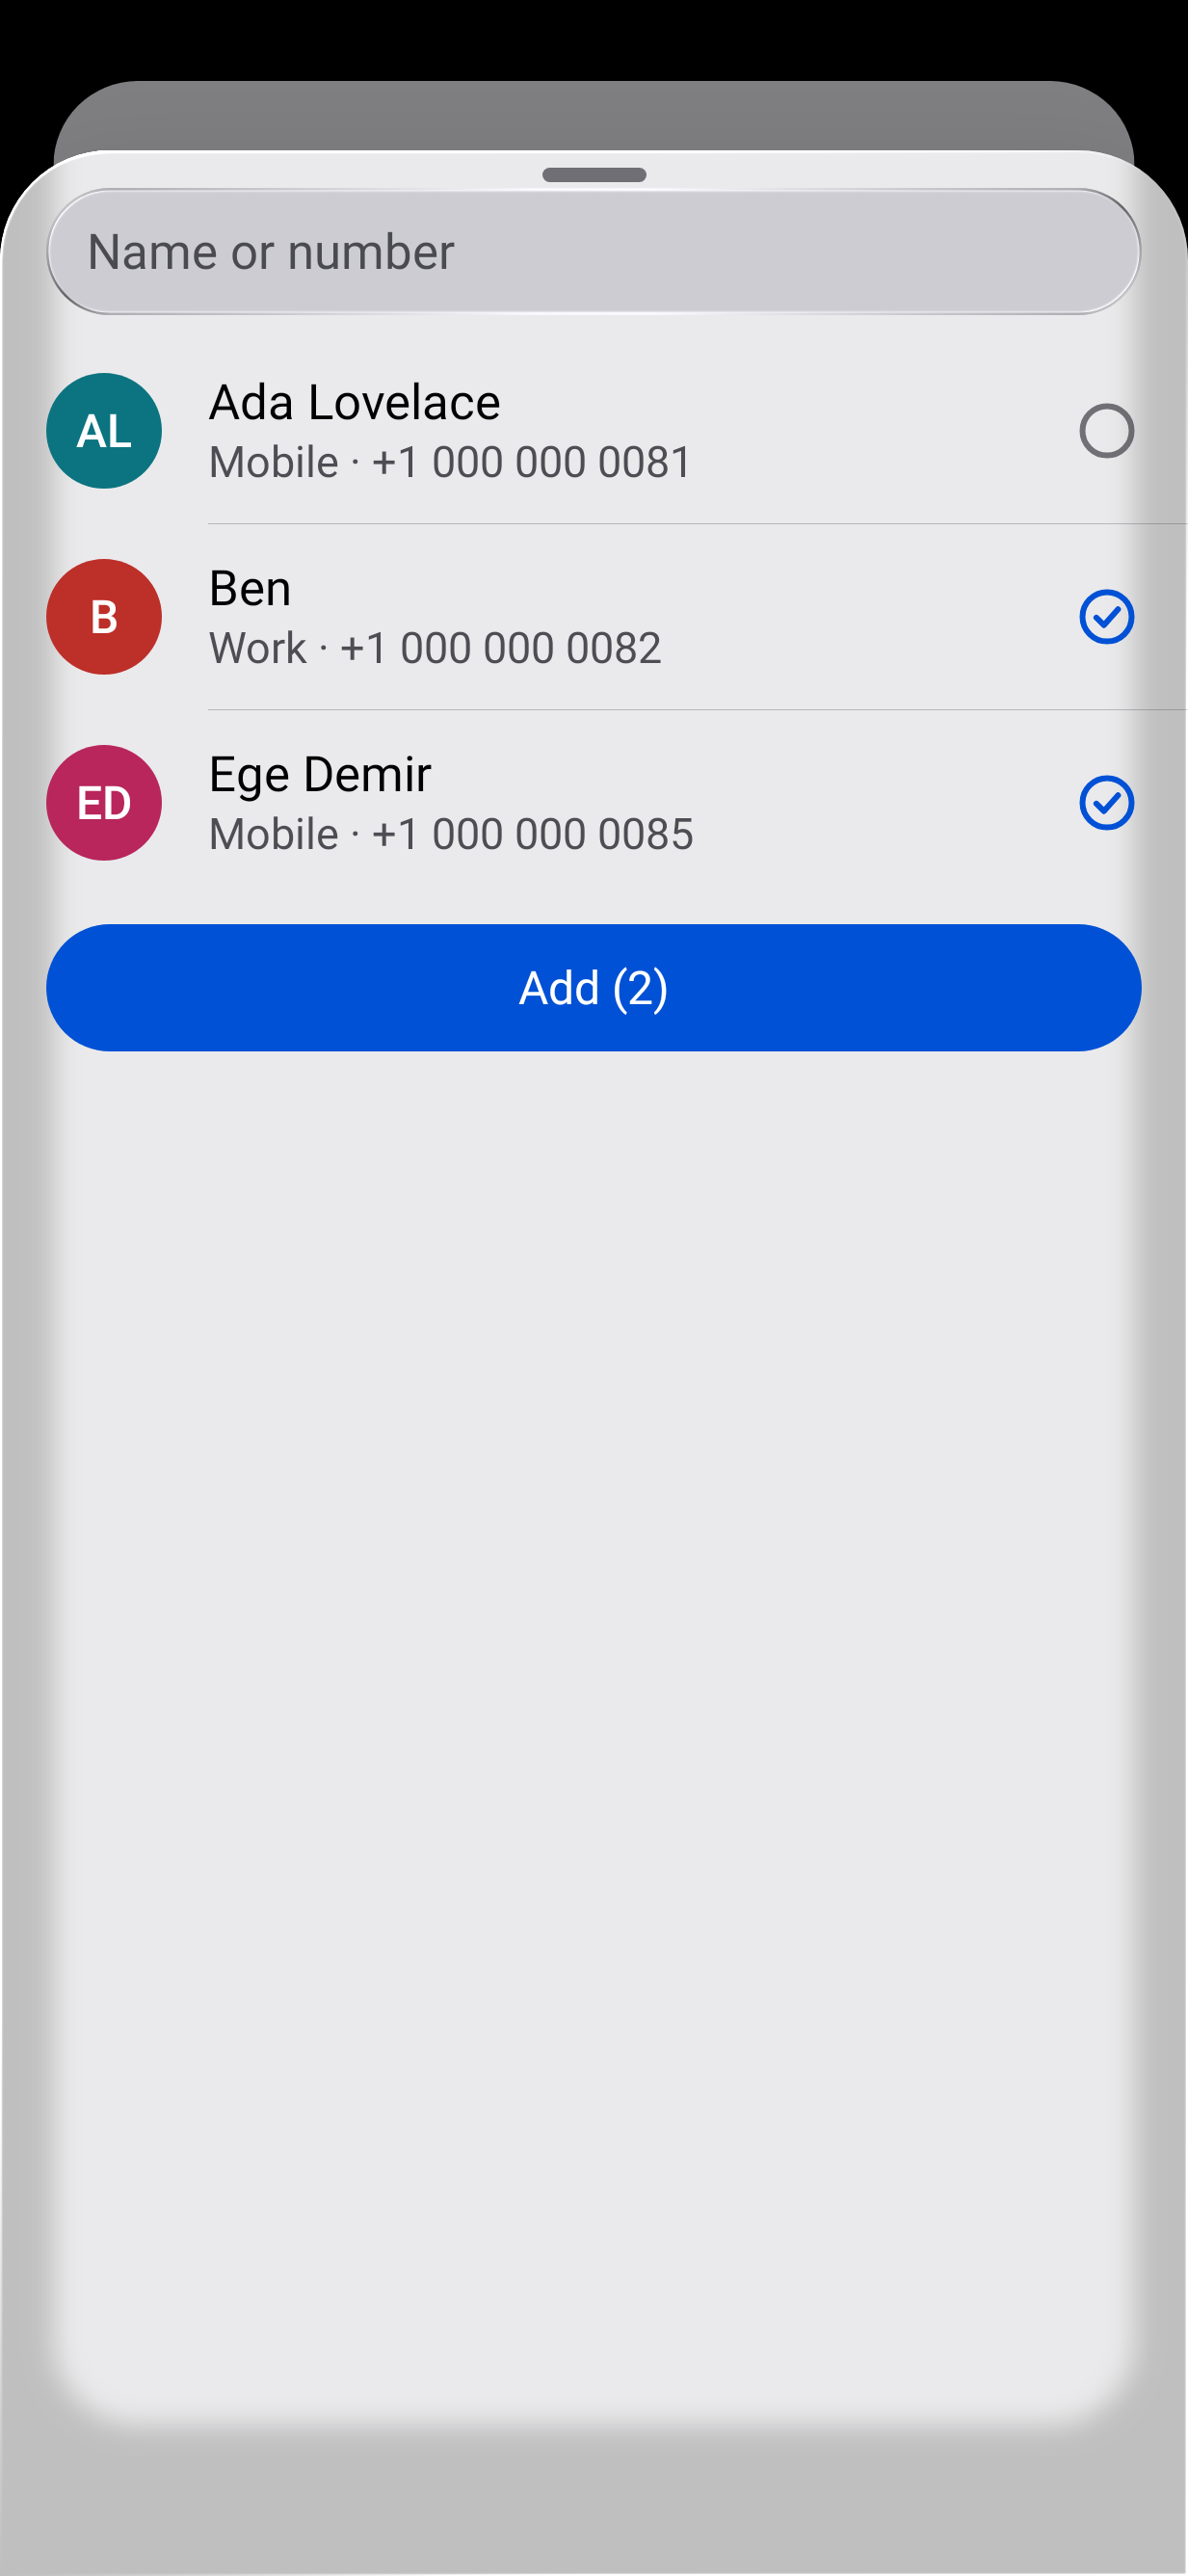 Name or number
AL
Ada Lovelace
Mobile · +1 000 000 0081
B
Ben
Work · +1 000 000 0082
ED
Ege Demir
Mobile · +1 000 000 0085
Add (2)